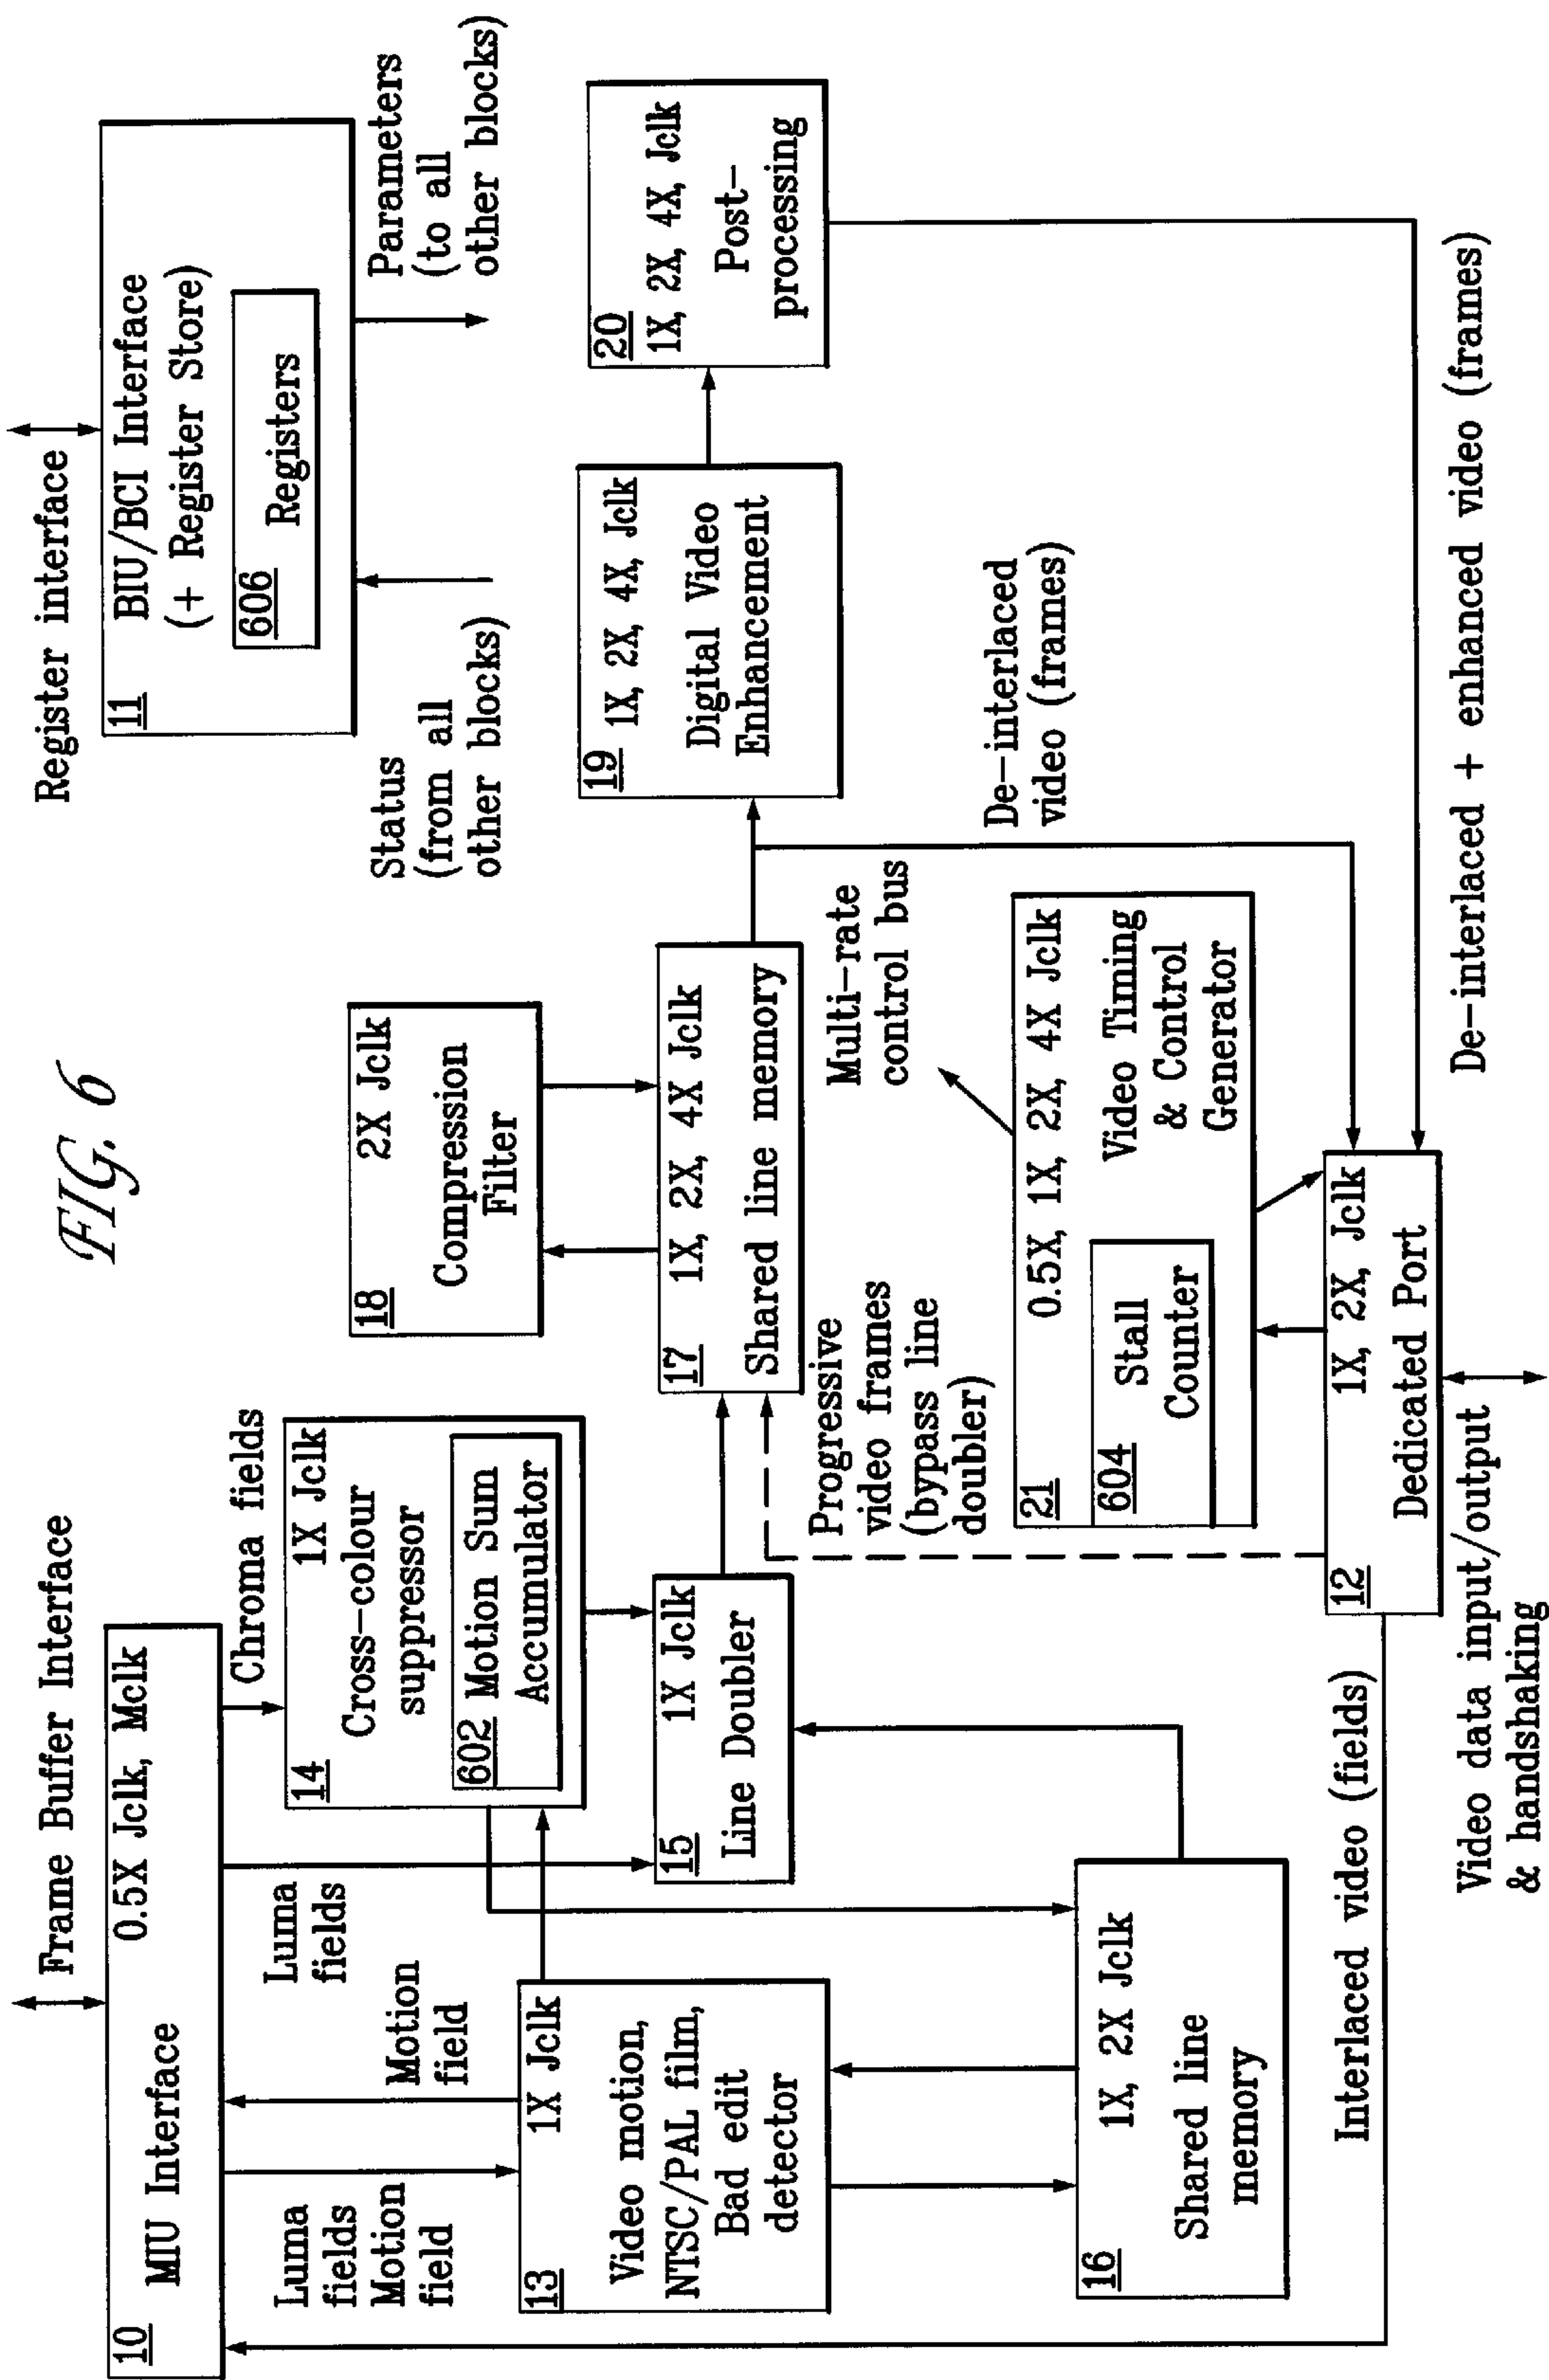 FIG. 6
Frame Buffer Interface
10
MIU Interface
0.5X Jclk, Mclk
Register interface
11
BIU/BCI Interface
(+ Register Store)
606
Registers
Status
(from all
other blocks)
Parameters
(to all
other blocks)
Luma
fields
Motion
field
Motion
field
Luma
fields
Chroma fields
14
1X Jclk
Cross-colour
suppressor
602
Motion Sum
Accumulator
13
1X Jclk
Video motion,
NTSC/PAL film,
Bad edit
detector
15
1X Jclk
Line Doubler
18
2X Jclk
Compression
Filter
17
1X, 2X, 4X Jclk
Shared line memory
19
1X, 2X, 4X, Jclk
Digital Video
Enhancement
20
1X, 2X, 4X, Jclk
Post-
processing
Progressive
video frames
(bypass line
doubler)
Multi-rate
control bus
De-interlaced
video (frames)
21
0.5X, 1X, 2X, 4X Jclk
Video Timing
& Control
Generator
604
Stall
Counter
16
1X, 2X Jclk
Shared line
memory
12
1X, 2X, Jclk
Dedicated Port
Interlaced video (fields)
Video data input/output
& handshaking
De-interlaced + enhanced video (frames)